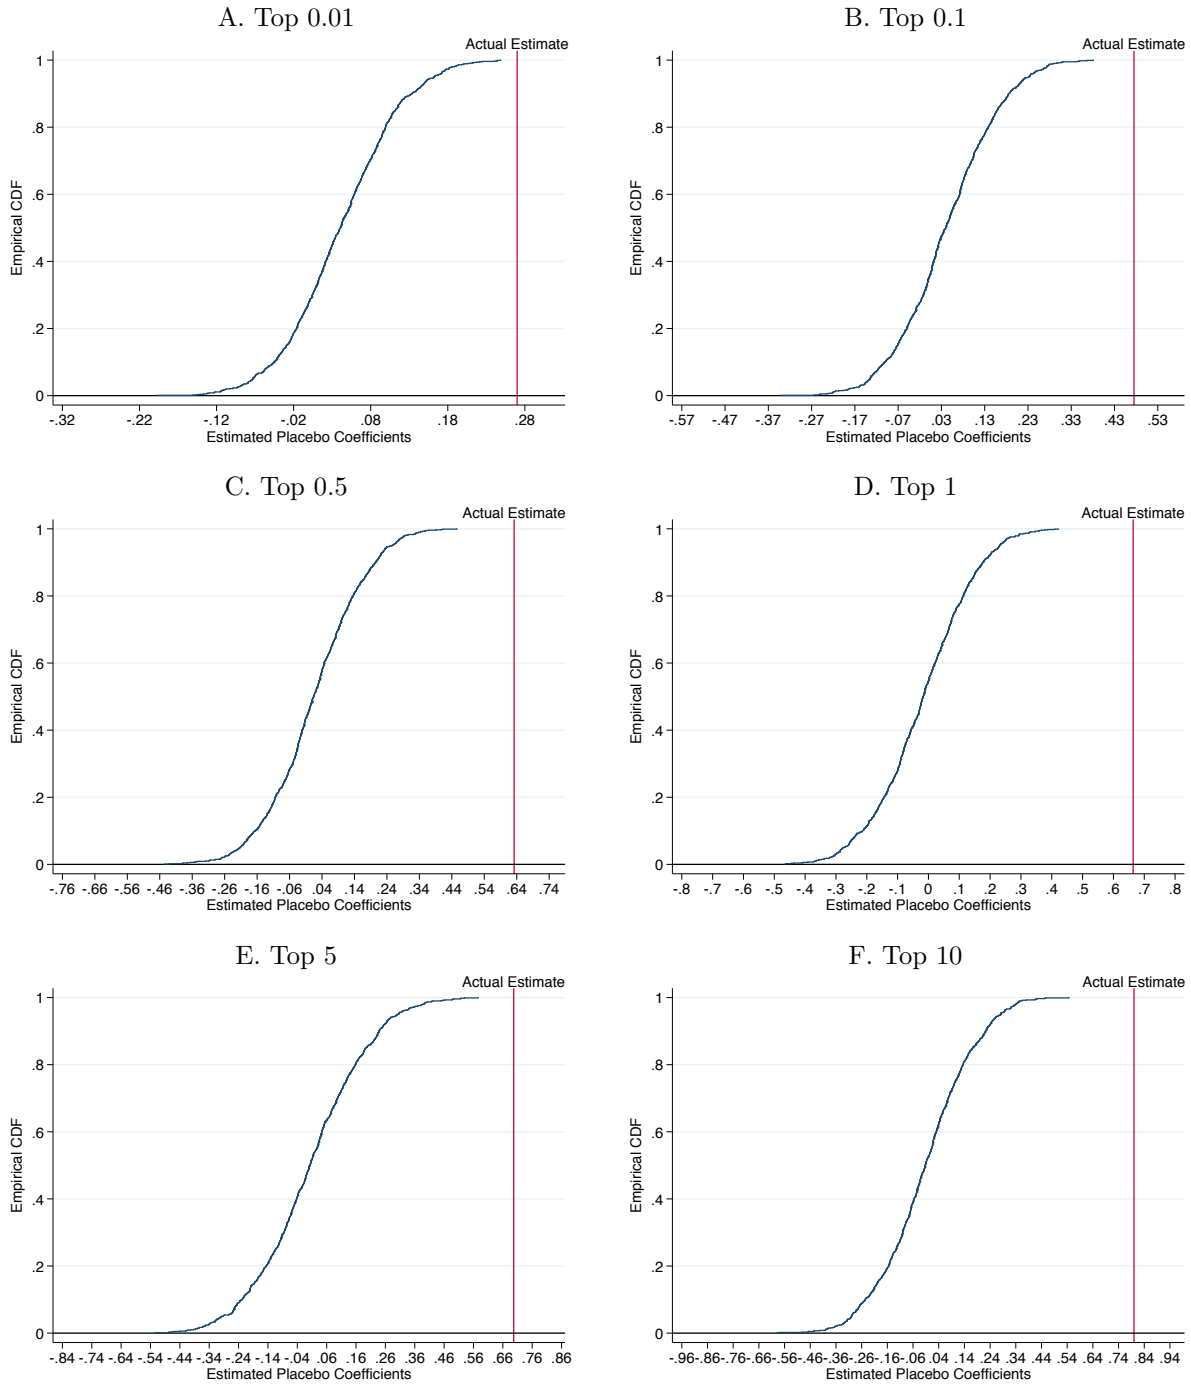 A. Top 0.01
Actual Estimate
Empirical CDF
1
.8
.6
.4
.2
0
-.32 -.22 -.12 -.02 .08 .18 .28
Estimated Placebo Coefficients
B. Top 0.1
Actual Estimate
Empirical CDF
1
.8
.6
.4
.2
0
-.57 -.47 -.37 -.27 -.17 -.07 .03 .13 .23 .33 .43 .53
Estimated Placebo Coefficients
C. Top 0.5
Actual Estimate
Empirical CDF
1
.8
.6
.4
.2
0
-.76 -.66 -.56 -.46 -.36 -.26 -.16 -.06 .04 .14 .24 .34 .44 .54 .64 .74
Estimated Placebo Coefficients
D. Top 1
Actual Estimate
Empirical CDF
1
.8
.6
.4
.2
0
-.8 -.7 -.6 -.5 -.4 -.3 -.2 -.1 0 .1 .2 .3 .4 .5 .6 .7 .8
Estimated Placebo Coefficients
E. Top 5
Actual Estimate
Empirical CDF
1
.8
.6
.4
.2
0
-.84 -.74 -.64 -.54 -.44 -.34 -.24 -.14 -.04 .06 .16 .26 .36 .46 .56 .66 .76 .86
Estimated Placebo Coefficients
F. Top 10
Actual Estimate
Empirical CDF
1
.8
.6
.4
.2
0
-.96-.86-.76-.66-.56-.46-.36-.26-.16-.06 .04 .14 .24 .34 .44 .54 .64 .74 .84 .94
Estimated Placebo Coefficients